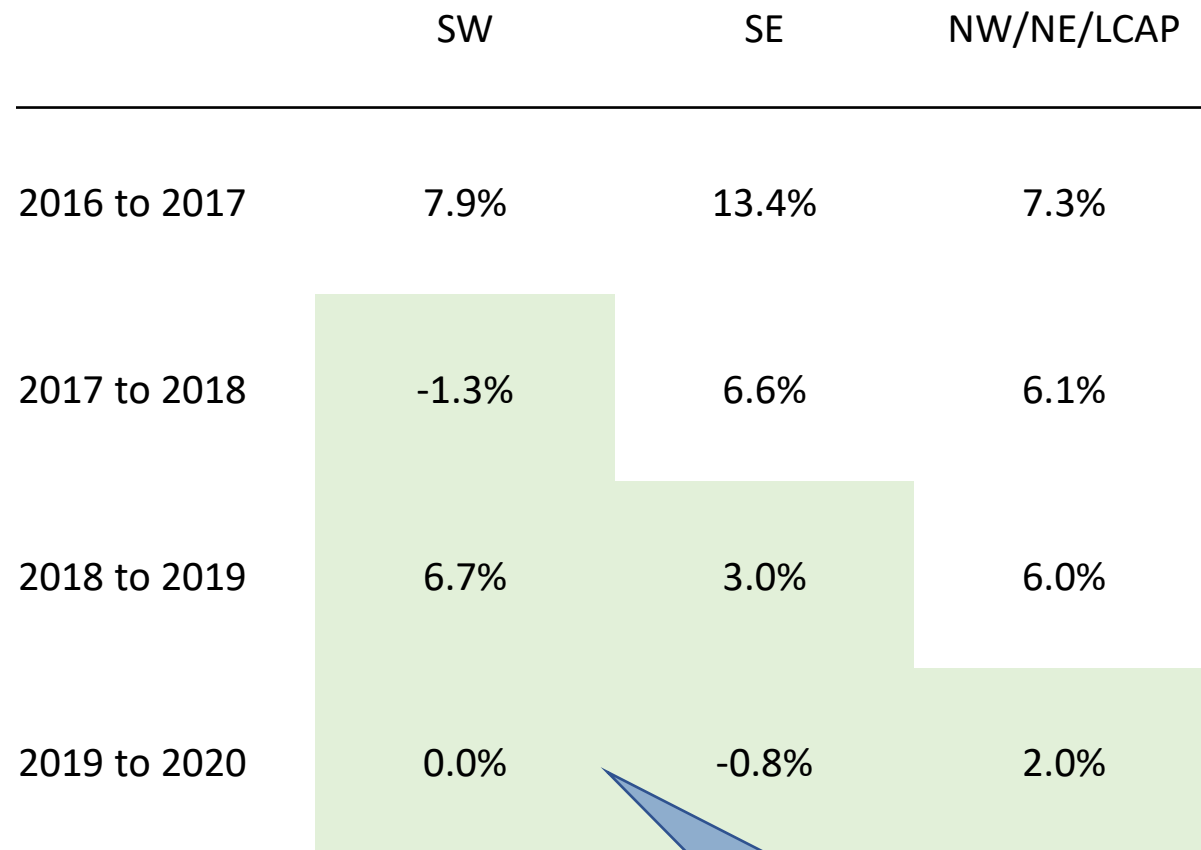 SW SE NW/NE/LCAP
2016 to 2017 7.9% 13.4% 7.3%
2017 to 2018 -1.3% 6.6% 6.1%
2018 to 2019 6.7% 3.0% 6.0%
2019 to 2020 0.0% -0.8% 2.0%